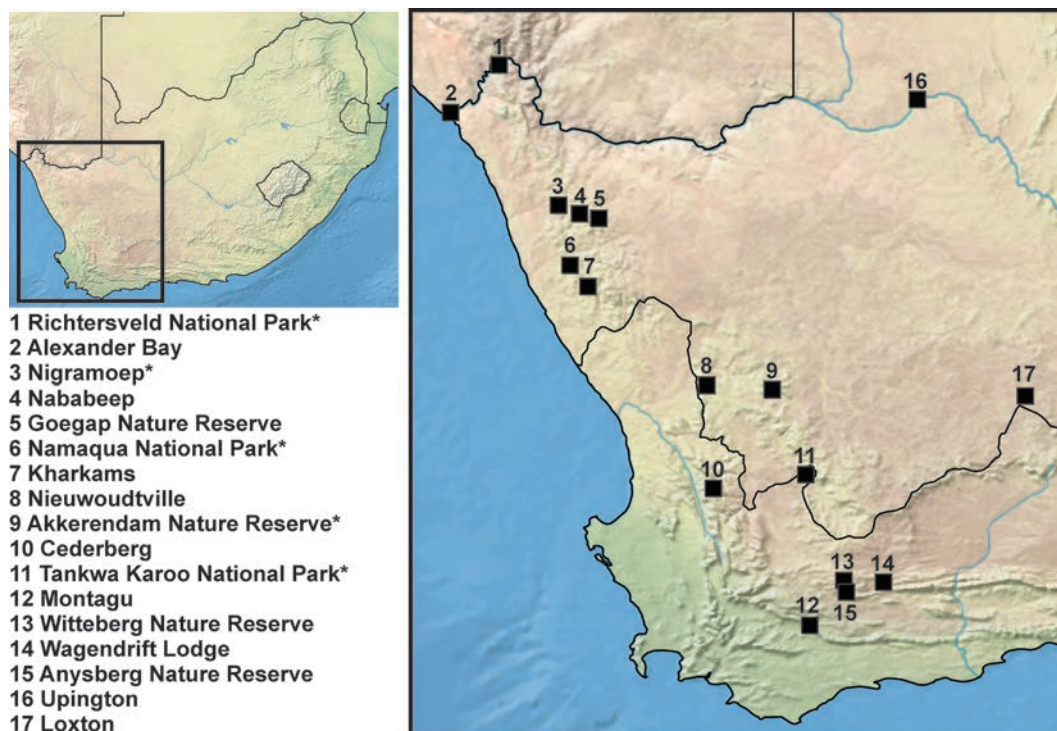 1 Richtersveld National Park*
2 Alexander Bay
3 Nigramoep*
4 Nababeep
5 Goegap Nature Reserve
6 Namaqua National Park*
7 Kharkams
8 Nieuwoudtville
9 Akkerendam Nature Reserve*
10 Cederberg
11 Tankwa Karoo National Park*
12 Montagu
13 Witteberg Nature Reserve
14 Wagendrift Lodge
15 Anysberg Nature Reserve
16 Upington
17 Loxton
1
2
16
3
4
5
6
7
8
9
17
11
10
13
14
15
12